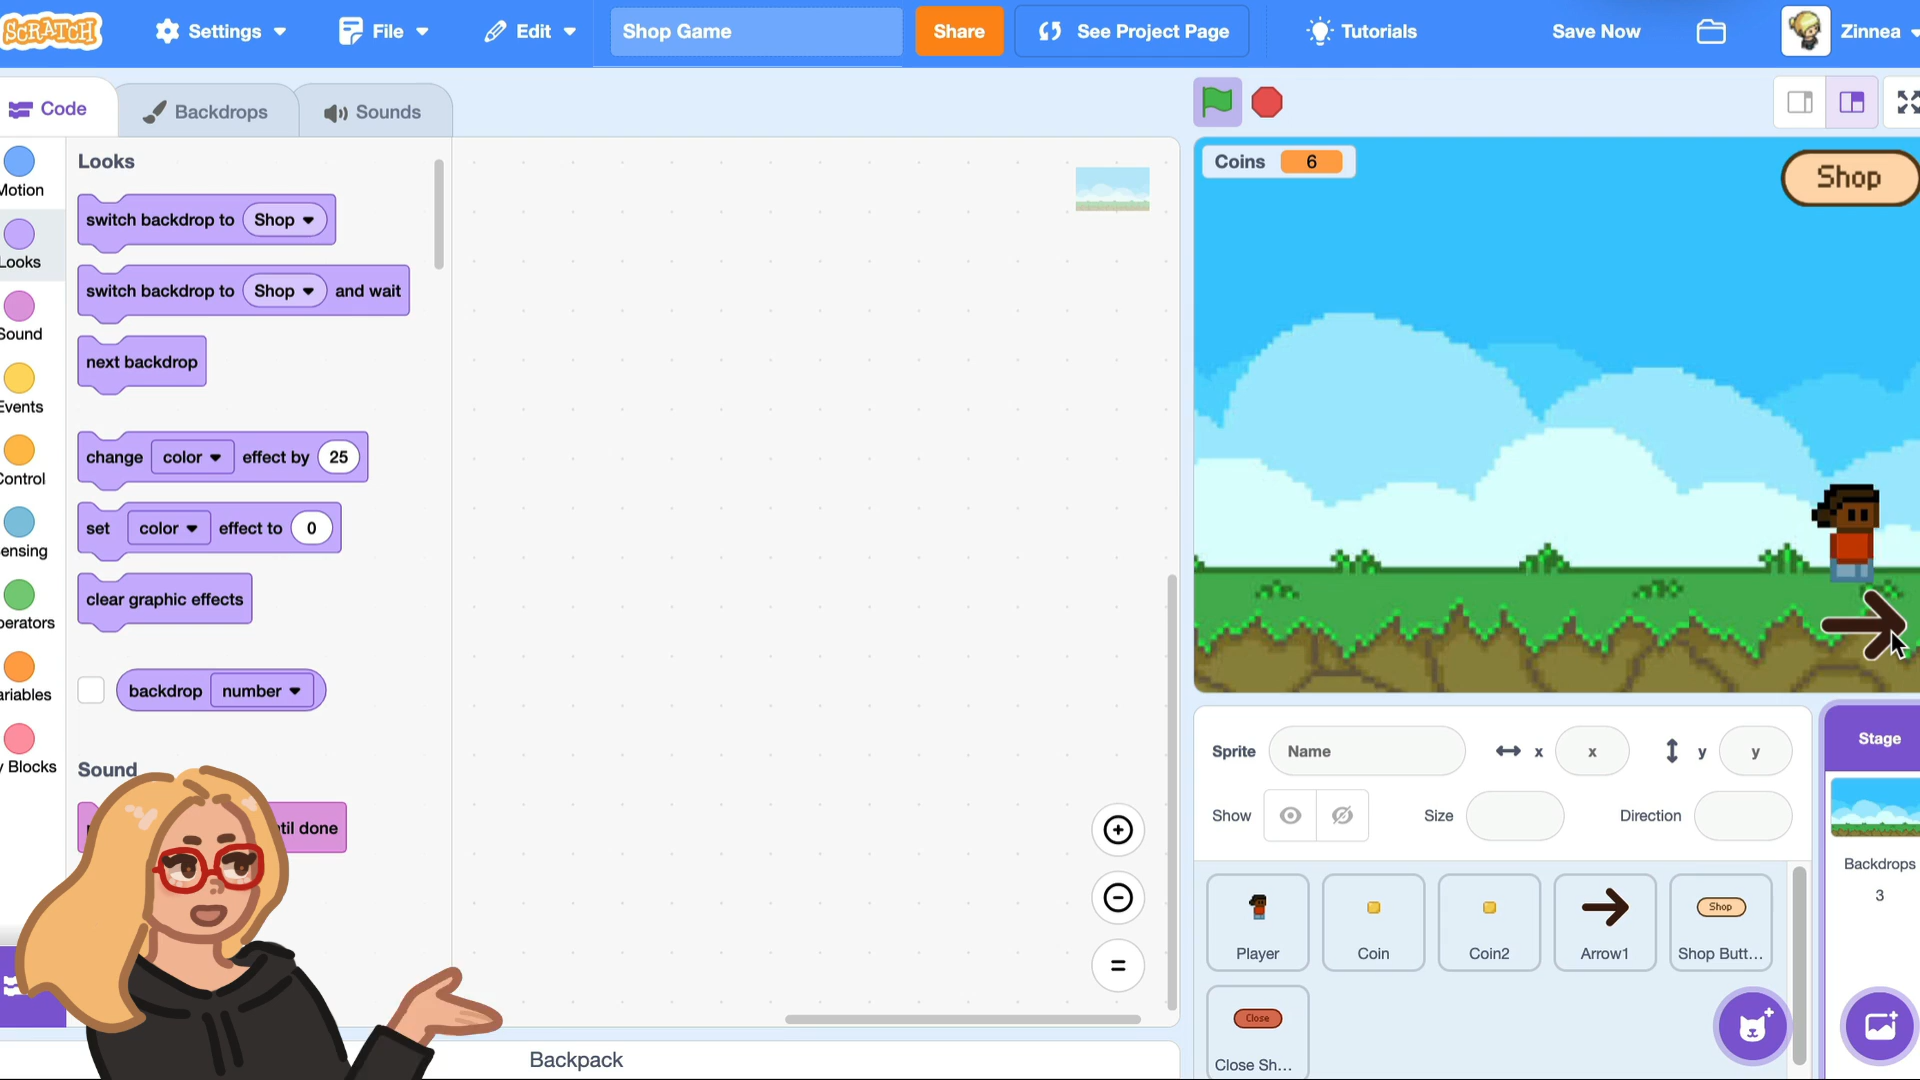 SCRATCH Settings File Edit Shop Game Share See Project Page Tutorials Save Now Zinnea
Code Backdrops Sounds
Motion
Looks
Sound
Events
Control
ensing
perators
ariables
y Blocks
Looks
switch backdrop to Shop
switch backdrop to Shop and wait
next backdrop
change color effect by 25
set color effect to 0
clear graphic effects
backdrop number
Sound
til done
Coins 6
Shop
Sprite Name x x y y
Show Size Direction
Player
Coin
Coin2
Arrow1
Shop
Shop Butt...
Close
Close Sh...
Stage
Backdrops
3
Backpack